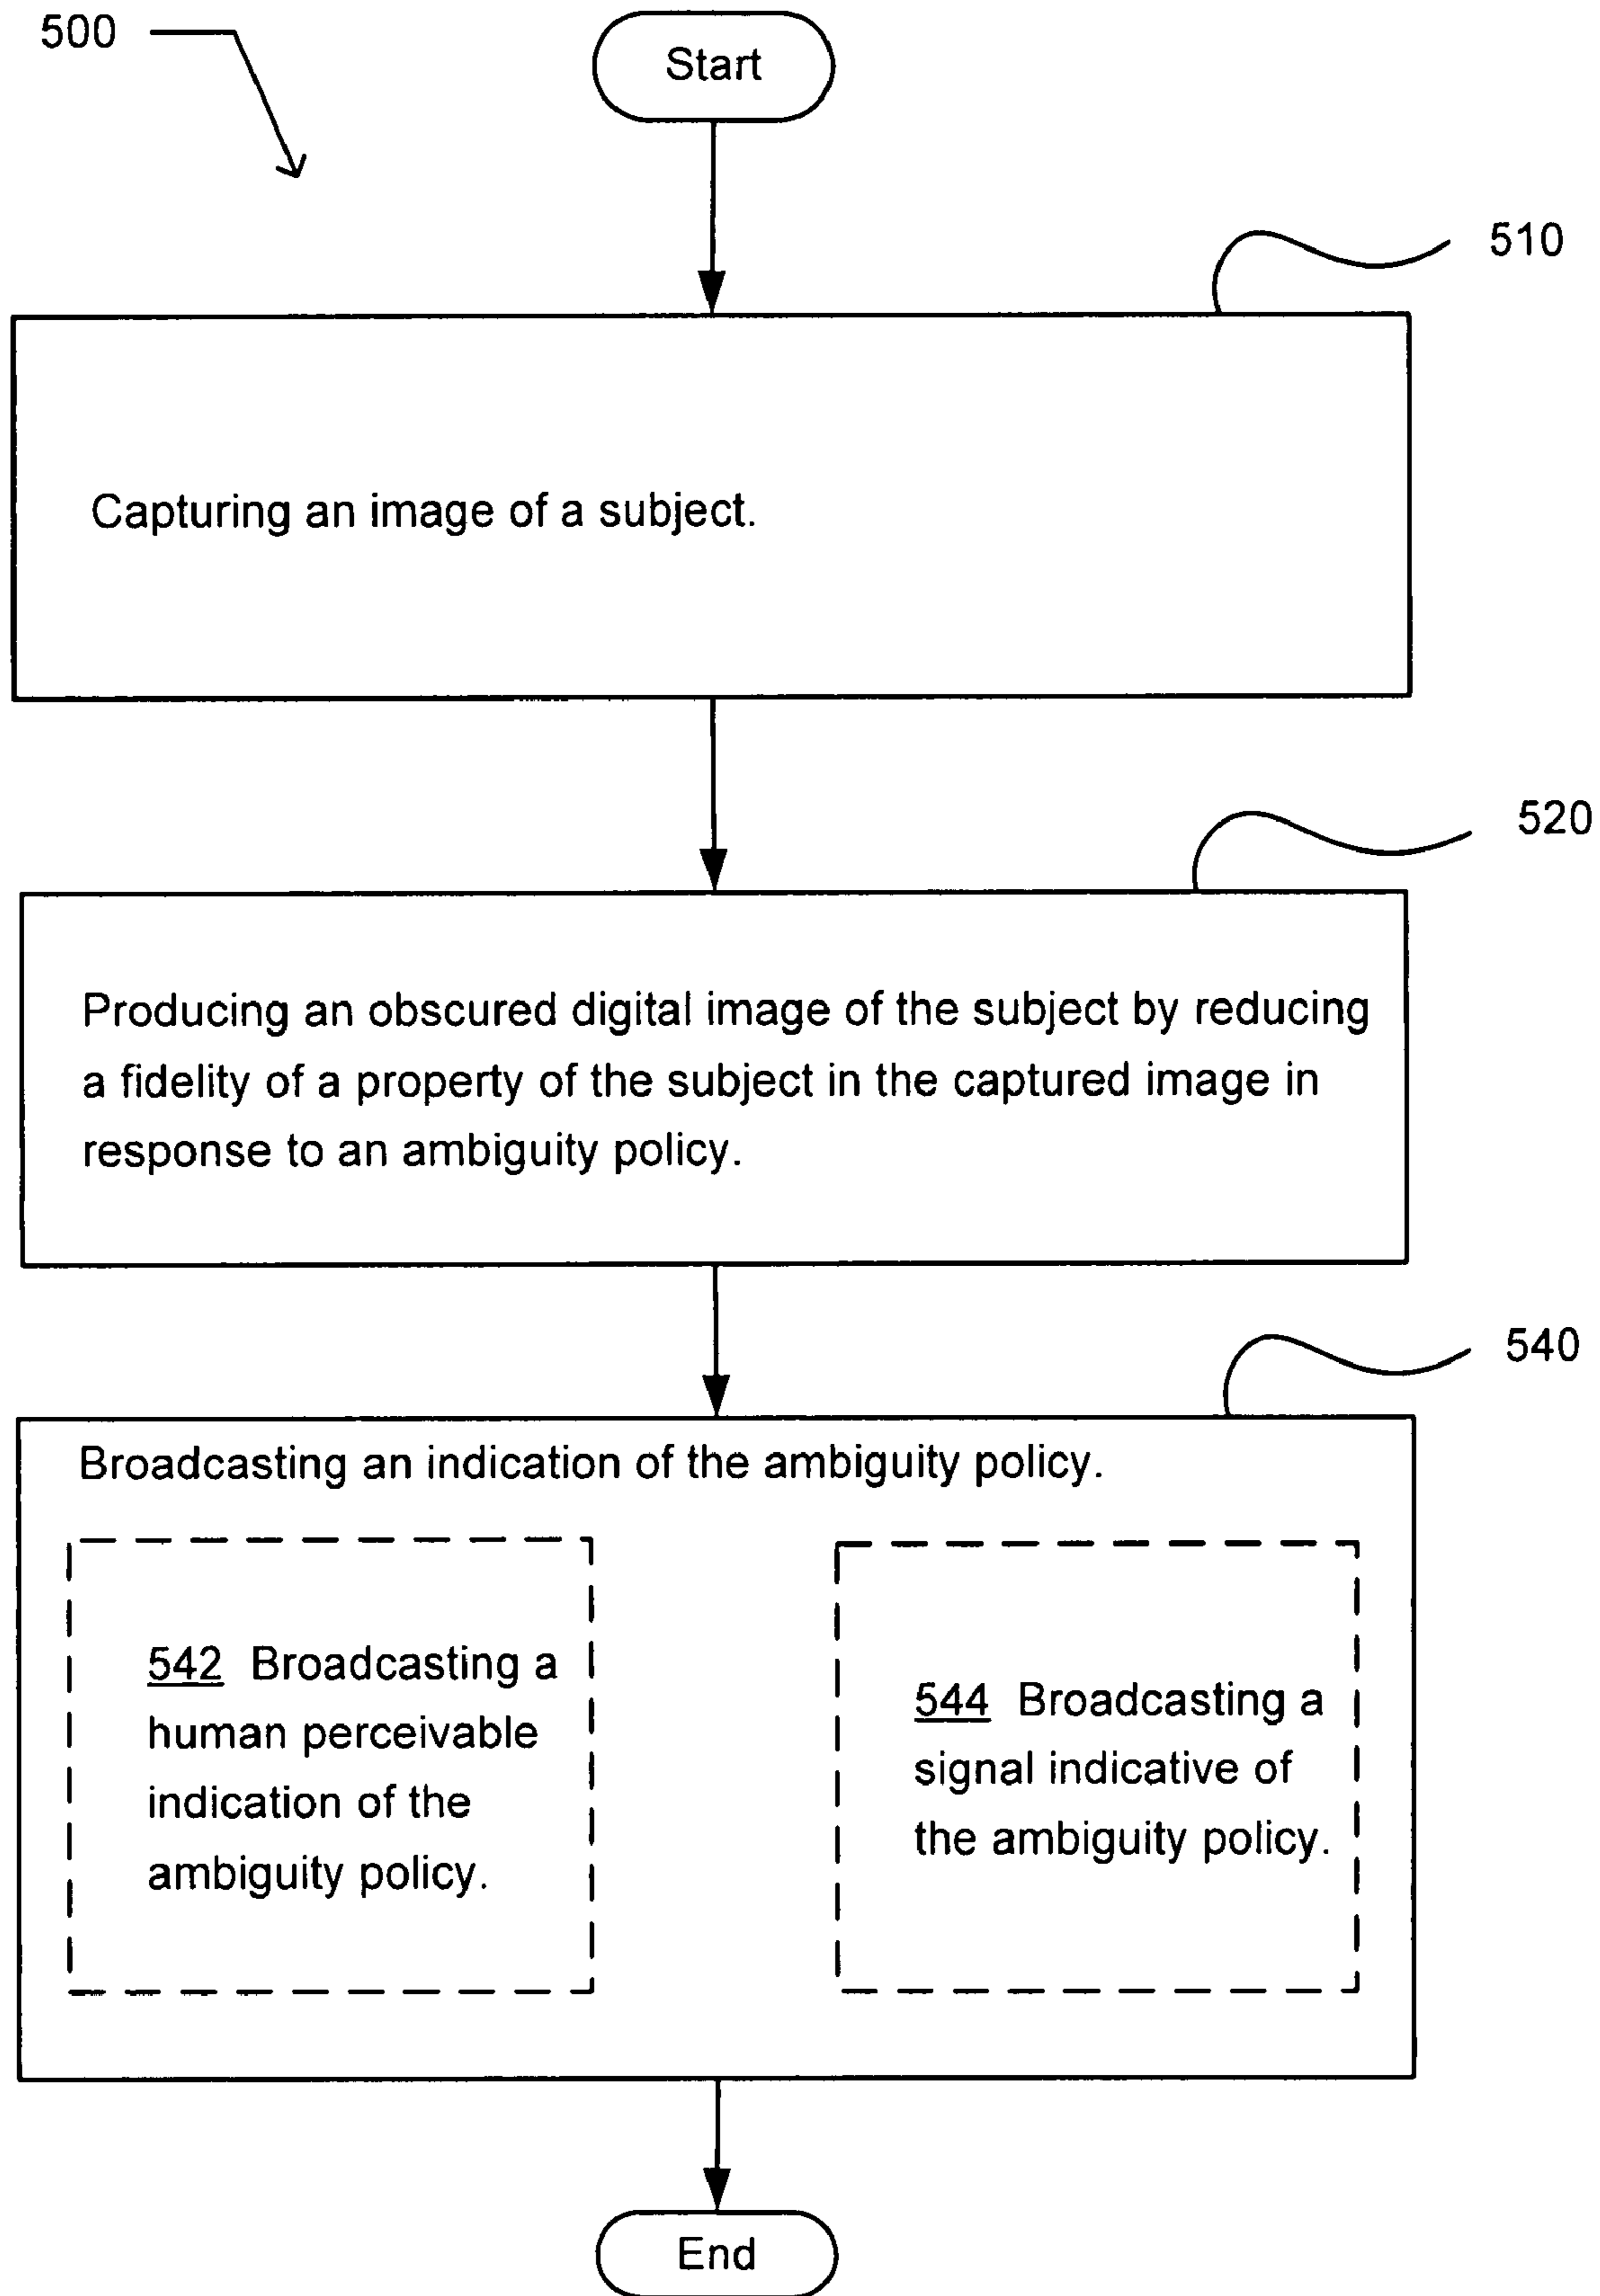 500
Start
510
Capturing an image of a subject.
520
Producing an obscured digital image of the subject by reducing
a fidelity of a property of the subject in the captured image in
response to an ambiguity policy.
540
Broadcasting an indication of the ambiguity policy.
542 Broadcasting a
human perceivable
indication of the
ambiguity policy.
544 Broadcasting a
signal indicative of
the ambiguity policy.
End